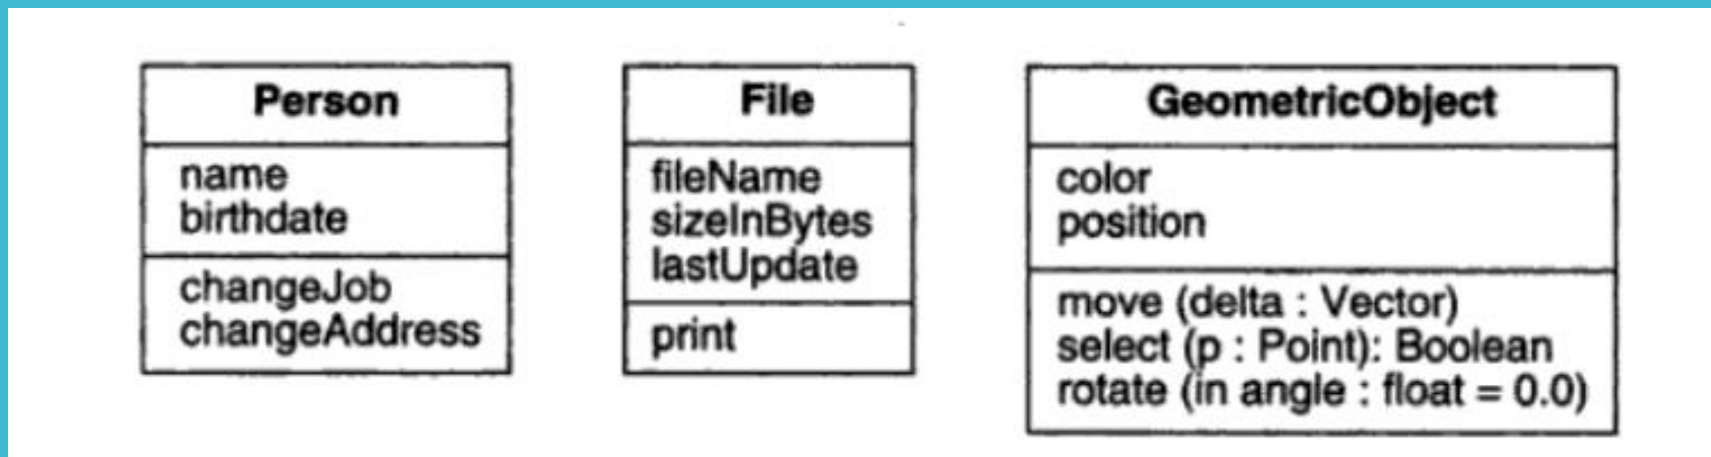 Person
name
birthdate
changeJob
changeAddress
File
fileName
sizeInBytes
lastUpdate
print
GeometricObject
color
position
move (delta : Vector)
select (p : Point): Boolean
rotate (in angle : float = 0.0)